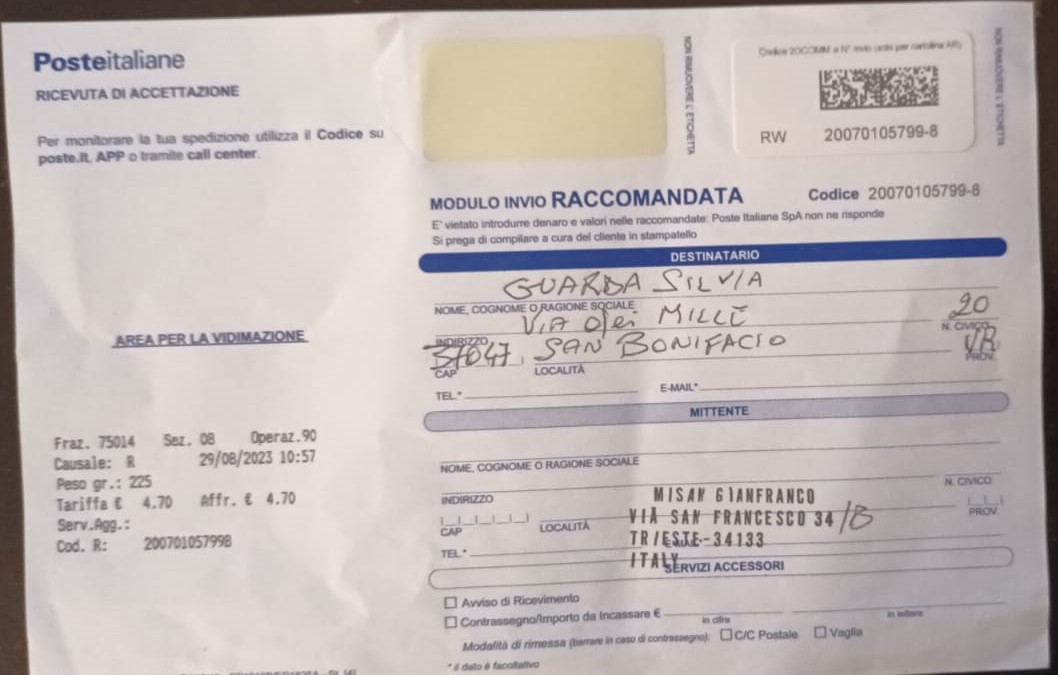 Posteitaliane
RICEVUTA DI ACCETTAZIONE
Per monitorare la tua spedizione utilizza il Codice su
poste.it, APP o tramite call center.
AREA PER LA VIDIMAZIONE
Fraz. 75014 Sez. 08 Operaz.90
Causale: R 29/08/2023 10:57
Peso gr.: 225
Tariffa € 4.70 Affr. € 4.70
Serv.Agg.:
Cod. R: 200701057998
NON RIMUOVERE L'ETICHETTA
Codice 2DCOMM e N° invio (solo per cartolina AR)
RW 20070105799-8
NON RIMUOVERE L'ETICHETTA
MODULO INVIO RACCOMANDATA Codice 20070105799-8
E' vietato introdurre denaro e valori nelle raccomandate: Poste Italiane SpA non ne risponde
Si prega di compilare a cura del cliente in stampatello
DESTINATARIO
GUARDA SILVIA
NOME, COGNOME O RAGIONE SOCIALE
VIA dei MILLE 20
INDIRIZZO N. CIVICO
37047 SAN BONIFACIO VR
CAP LOCALITÀ PROV.
TEL.* E-MAIL*
MITTENTE
NOME, COGNOME O RAGIONE SOCIALE
INDIRIZZO N. CIVICO
MISAN GIANFRANCO
VIA SAN FRANCESCO 34/B
CAP LOCALITÀ PROV.
TRIESTE-34133
TEL.*
ITALY
SERVIZI ACCESSORI
Avviso di Ricevimento
Contrassegno/Importo da Incassare €
in cifre in lettere
Modalità di rimessa (barrare in caso di contrassegno): C/C Postale Vaglia
* il dato è facoltativo